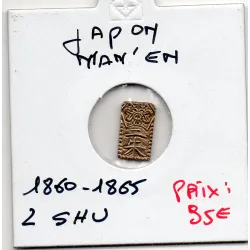 JAPON
MAN'EN
1860-1865
2 SHU
PRIX:
35€